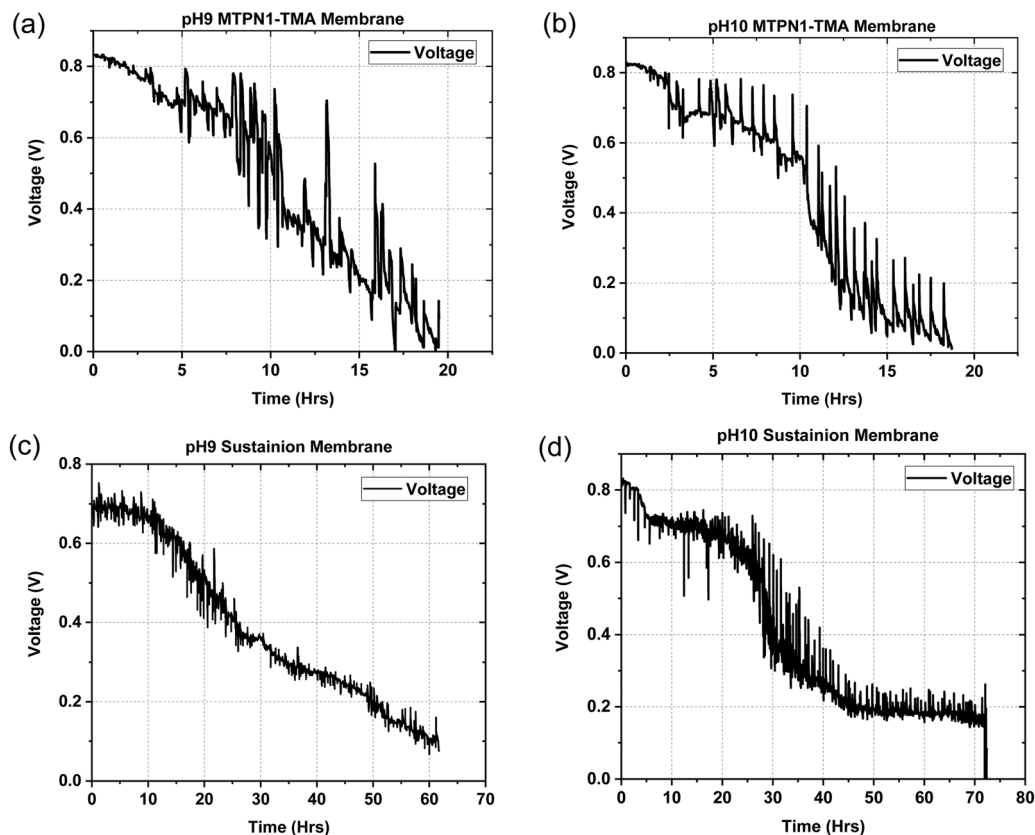 (a)
pH9 MTPN1-TMA Membrane
Voltage
Voltage (V)
0.8
0.6
0.4
0.2
0.0
0 5 10 15 20
Time (Hrs)
(b)
pH10 MTPN1-TMA Membrane
Voltage
Voltage (V)
0.8
0.6
0.4
0.2
0.0
0 5 10 15 20
Time (Hrs)
(c)
pH9 Sustainion Membrane
Voltage
Voltage (V)
0.8
0.6
0.4
0.2
0.0
0 10 20 30 40 50 60 70
Time (Hrs)
(d)
pH10 Sustainion Membrane
Voltage
Voltage (V)
0.8
0.6
0.4
0.2
0.0
0 10 20 30 40 50 60 70 80
Time (Hrs)